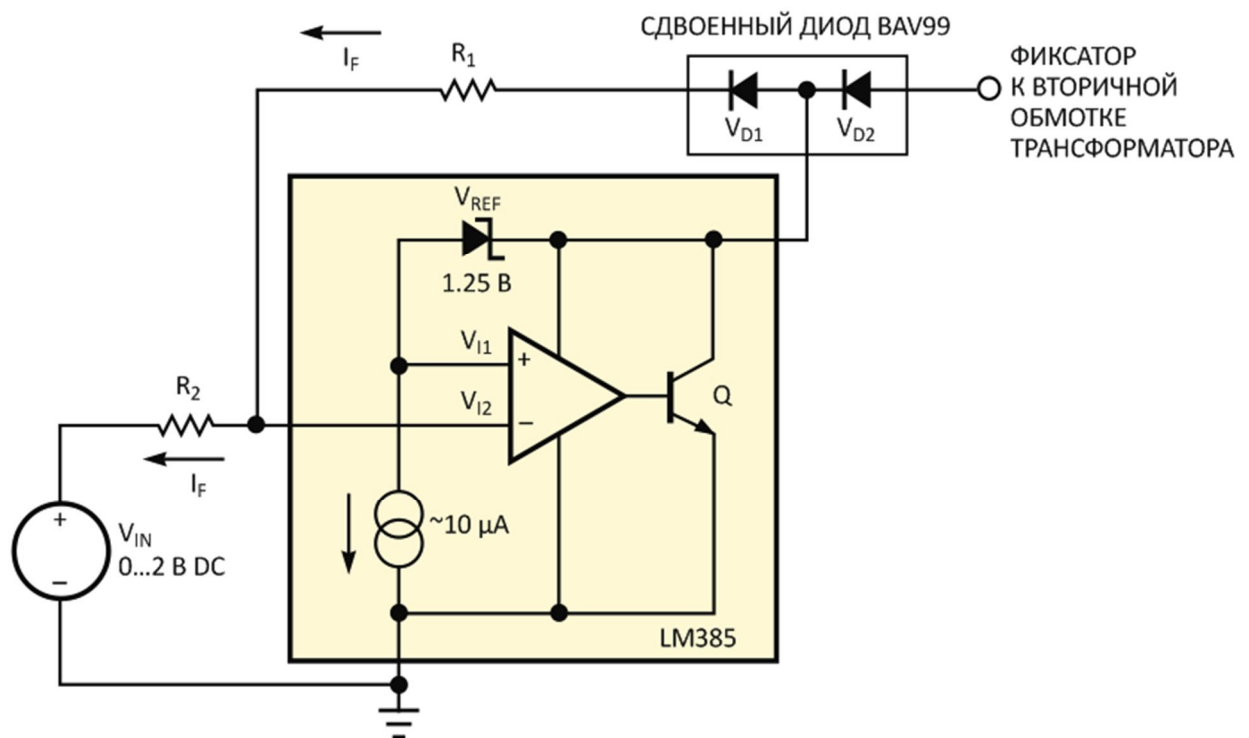 СДВОЕННЫЙ ДИОД BAV99
ФИКСАТОР
К ВТОРИЧНОЙ
ОБМОТКЕ
ТРАНСФОРМАТОРА
I_F
R_1
V_D1
V_D2
V_REF
1.25 В
V_I1
+
V_I2
−
Q
R_2
I_F
~10 µA
+
V_IN
0...2 В DC
−
LM385